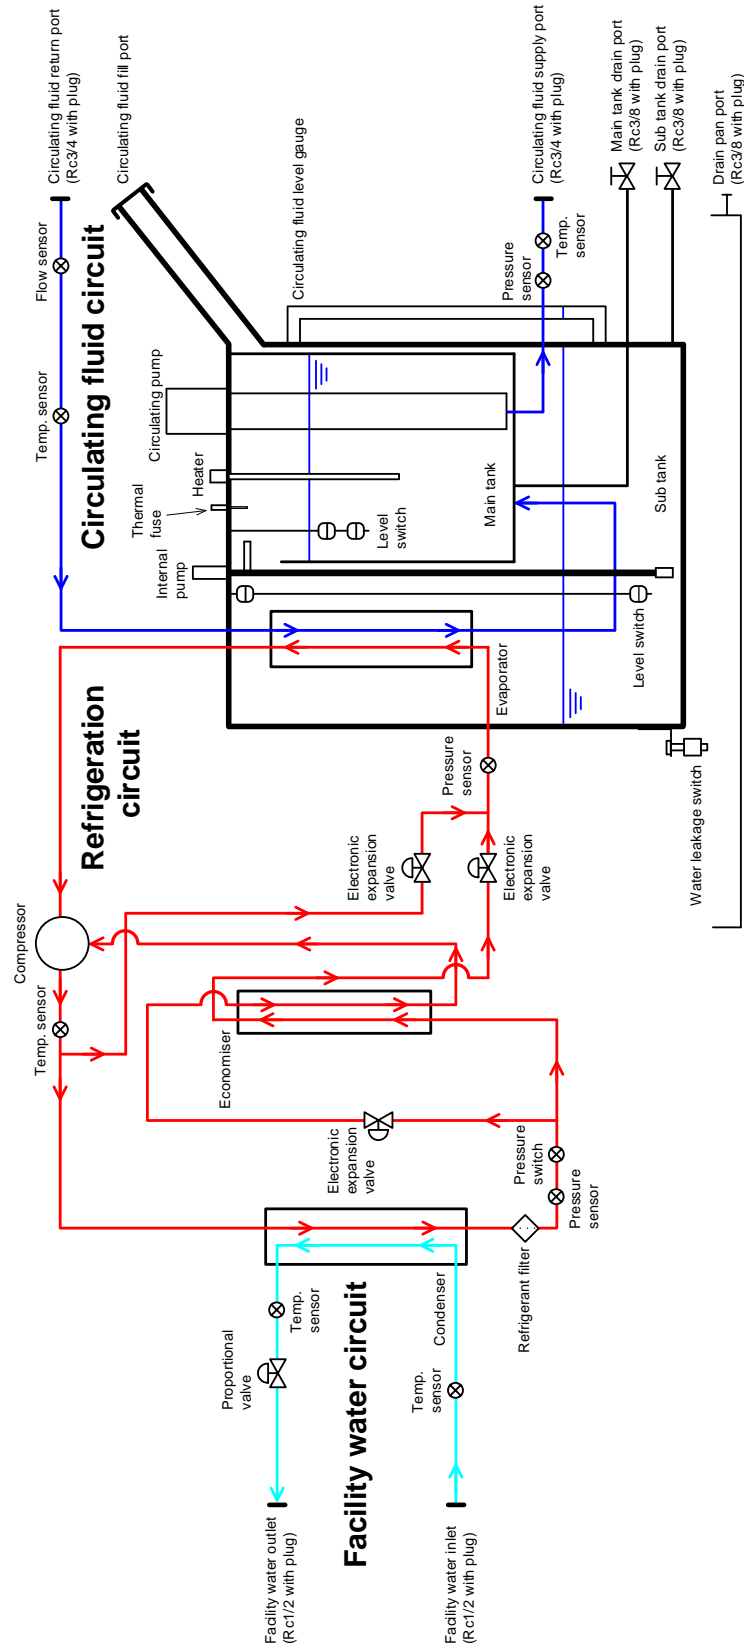 Facility water outlet
(Rc1/2 with plug)
Proportional
valve
Temp.
sensor
Facility water circuit
Facility water inlet
(Rc1/2 with plug)
Temp.
sensor
Condenser
Refrigerant filter
Pressure
sensor
Pressure
switch
Electronic
expansion
valve
Economiser
Temp. sensor
Compressor
Refrigeration
circuit
Electronic
expansion
valve
Electronic
expansion
valve
Pressure
sensor
Evaporator
Water leakage switch
Level switch
Internal
pump
Thermal
fuse
Heater
Level
switch
Main tank
Sub tank
Circulating pump
Circulating fluid circuit
Temp. sensor
Flow sensor
Circulating fluid return port
(Rc3/4 with plug)
Circulating fluid fill port
Circulating fluid level gauge
Pressure
sensor
Temp.
sensor
Circulating fluid supply port
(Rc3/4 with plug)
Main tank drain port
(Rc3/8 with plug)
Sub tank drain port
(Rc3/8 with plug)
Drain pan port
(Rc3/8 with plug)